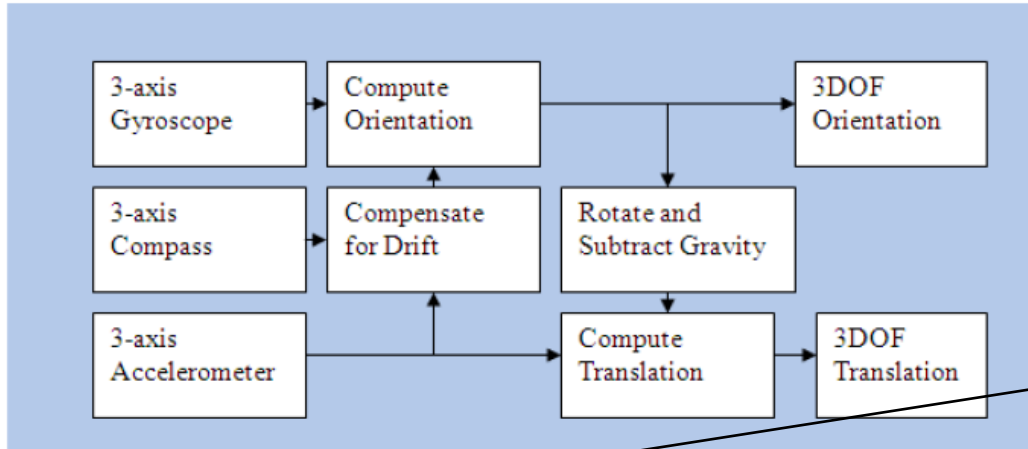 3-axis
Gyroscope
Compute
Orientation
3DOF
Orientation
3-axis
Compass
Compensate
for Drift
Rotate and
Subtract Gravity
3-axis
Accelerometer
Compute
Translation
3DOF
Translation